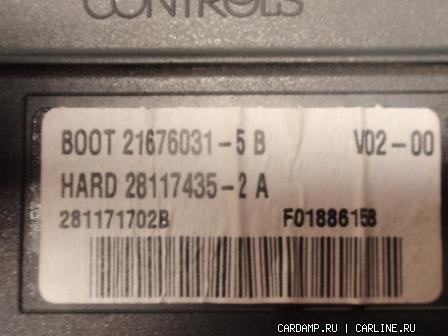 CONTROLS
BOOT 21676031-5 B V02-00
HARD 28117435-2 A
281171702B F01886158
CARDAMP.RU | CARLINE.RU